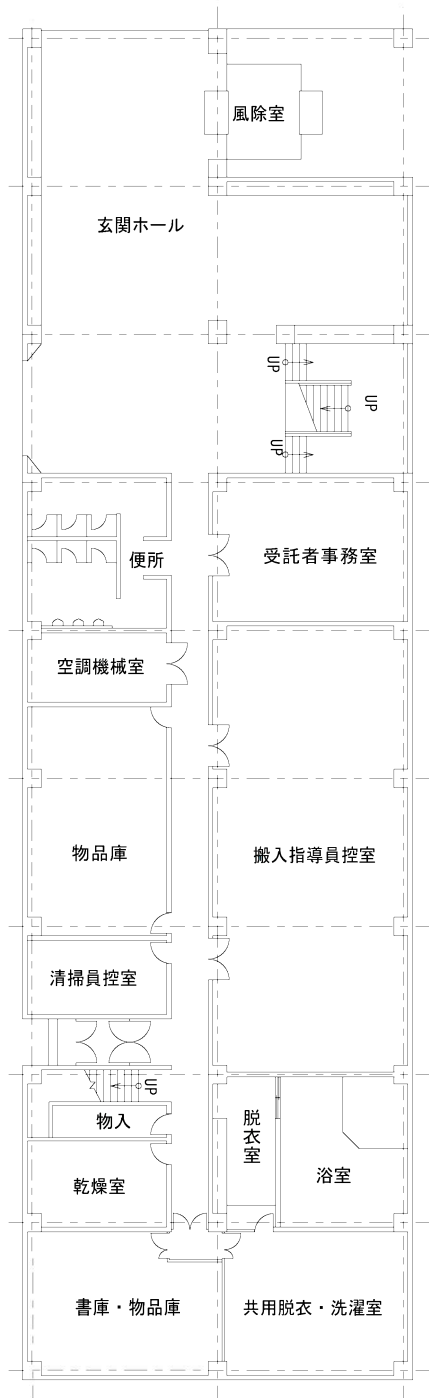 風除室
玄関ホール
UP
UP
UP
便所
受託者事務室
空調機械室
物品庫
搬入指導員控室
清掃員控室
UP
物入
脱衣室
浴室
乾燥室
書庫・物品庫
共用脱衣・洗濯室